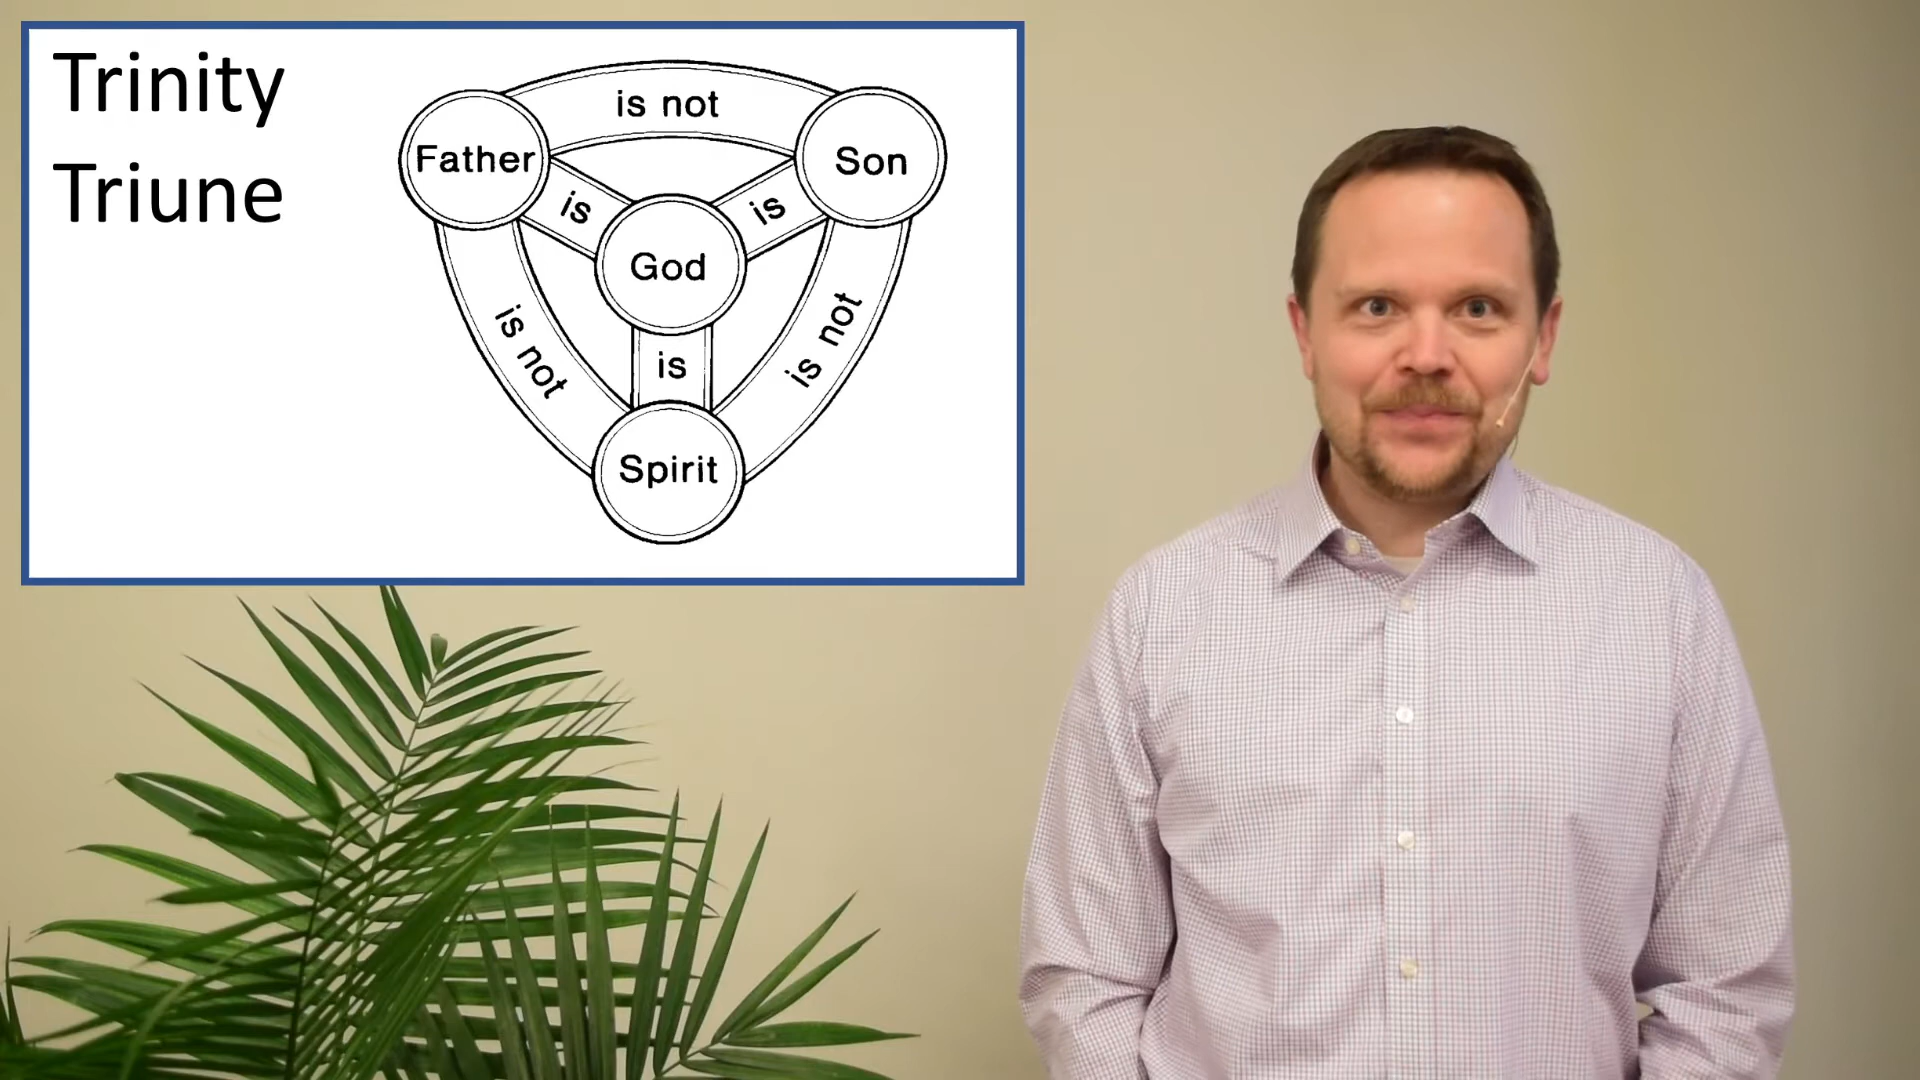 Trinity
Triune
is not
Father
Son
is
is
God
is not
is not
is
Spirit